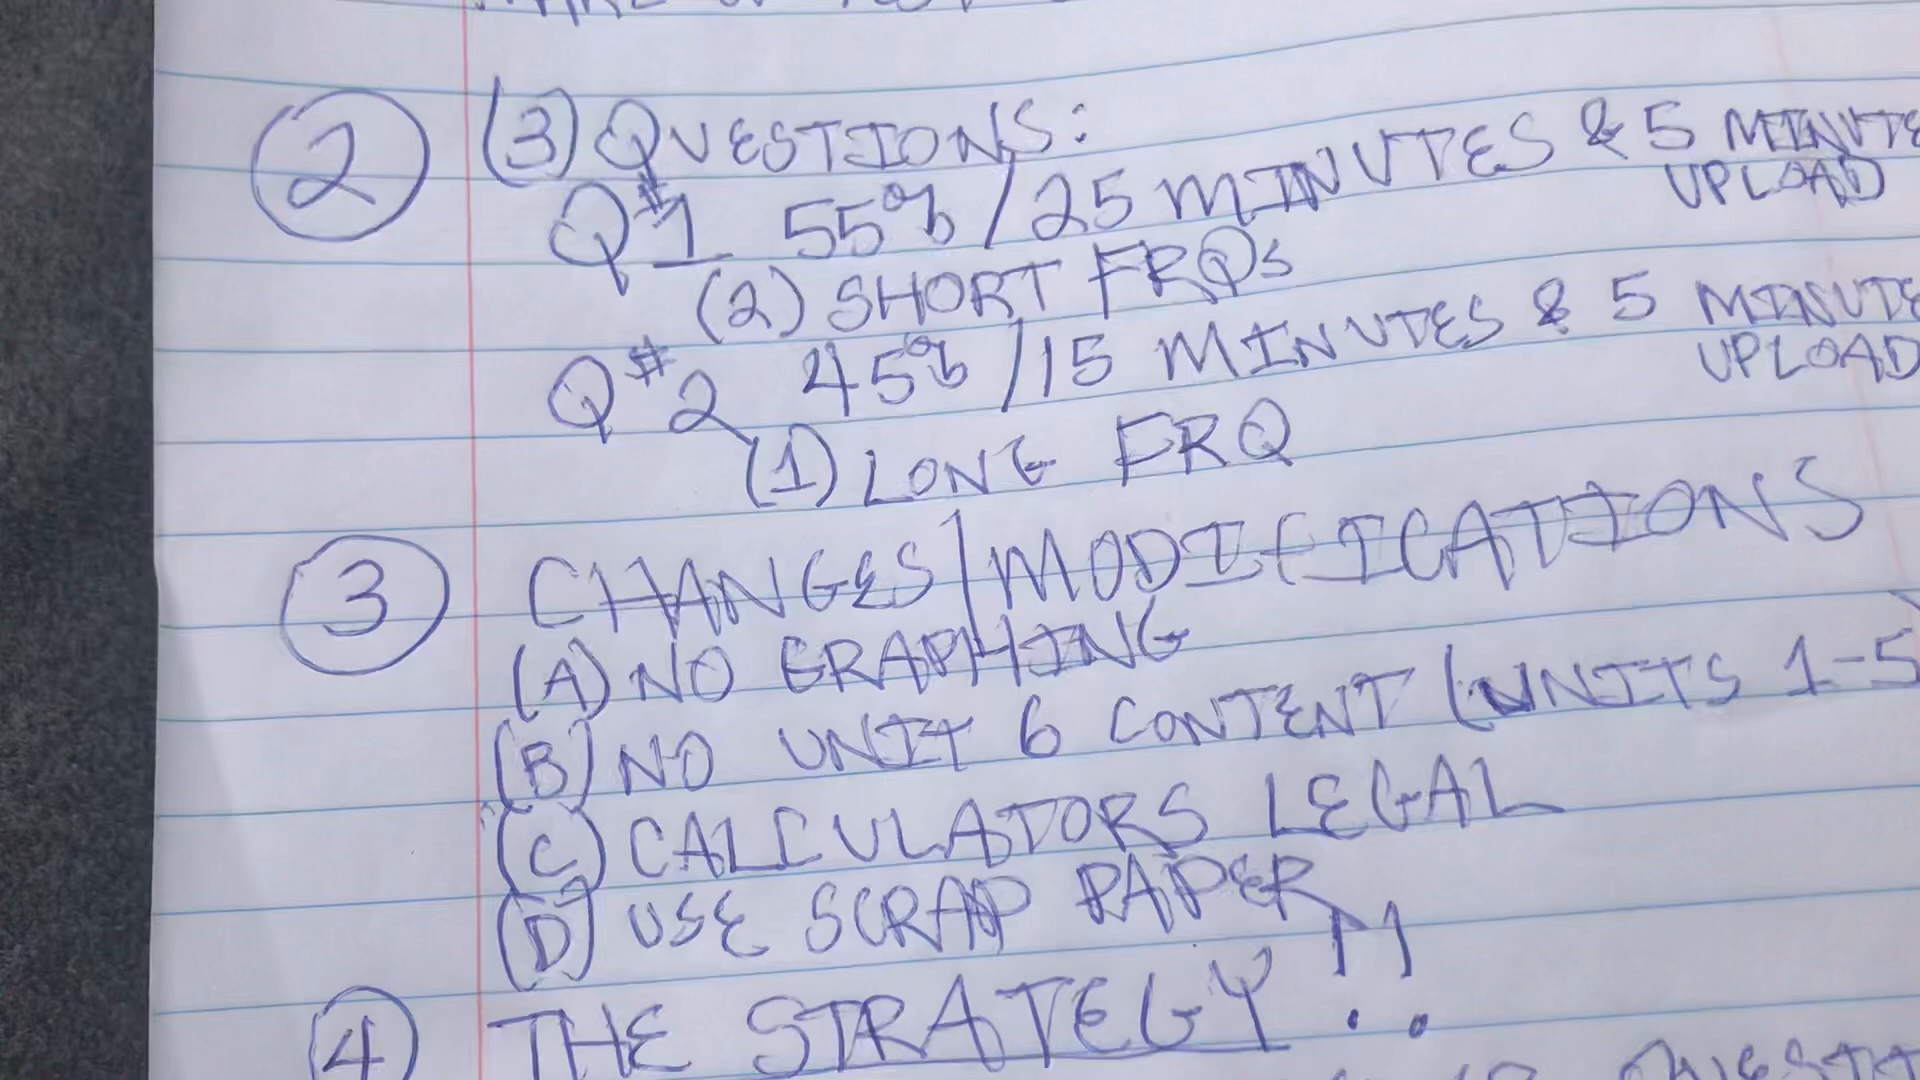 ② (3) QUESTIONS:
Q#1 55% / 25 MINUTES & 5 MINUTE
UPLOAD
(2) SHORT FRQs
Q#2 45% / 15 MINUTES & 5 MINUTE
UPLOAD
(1) LONG FRQ
③ CHANGES/MODIFICATIONS
(A) NO GRAPHING
(B) NO UNIT 6 CONTENT (UNITS 1-5)
(C) CALCULATORS LEGAL
(D) USE SCRAP PAPER
④ THE STRATEGY!!